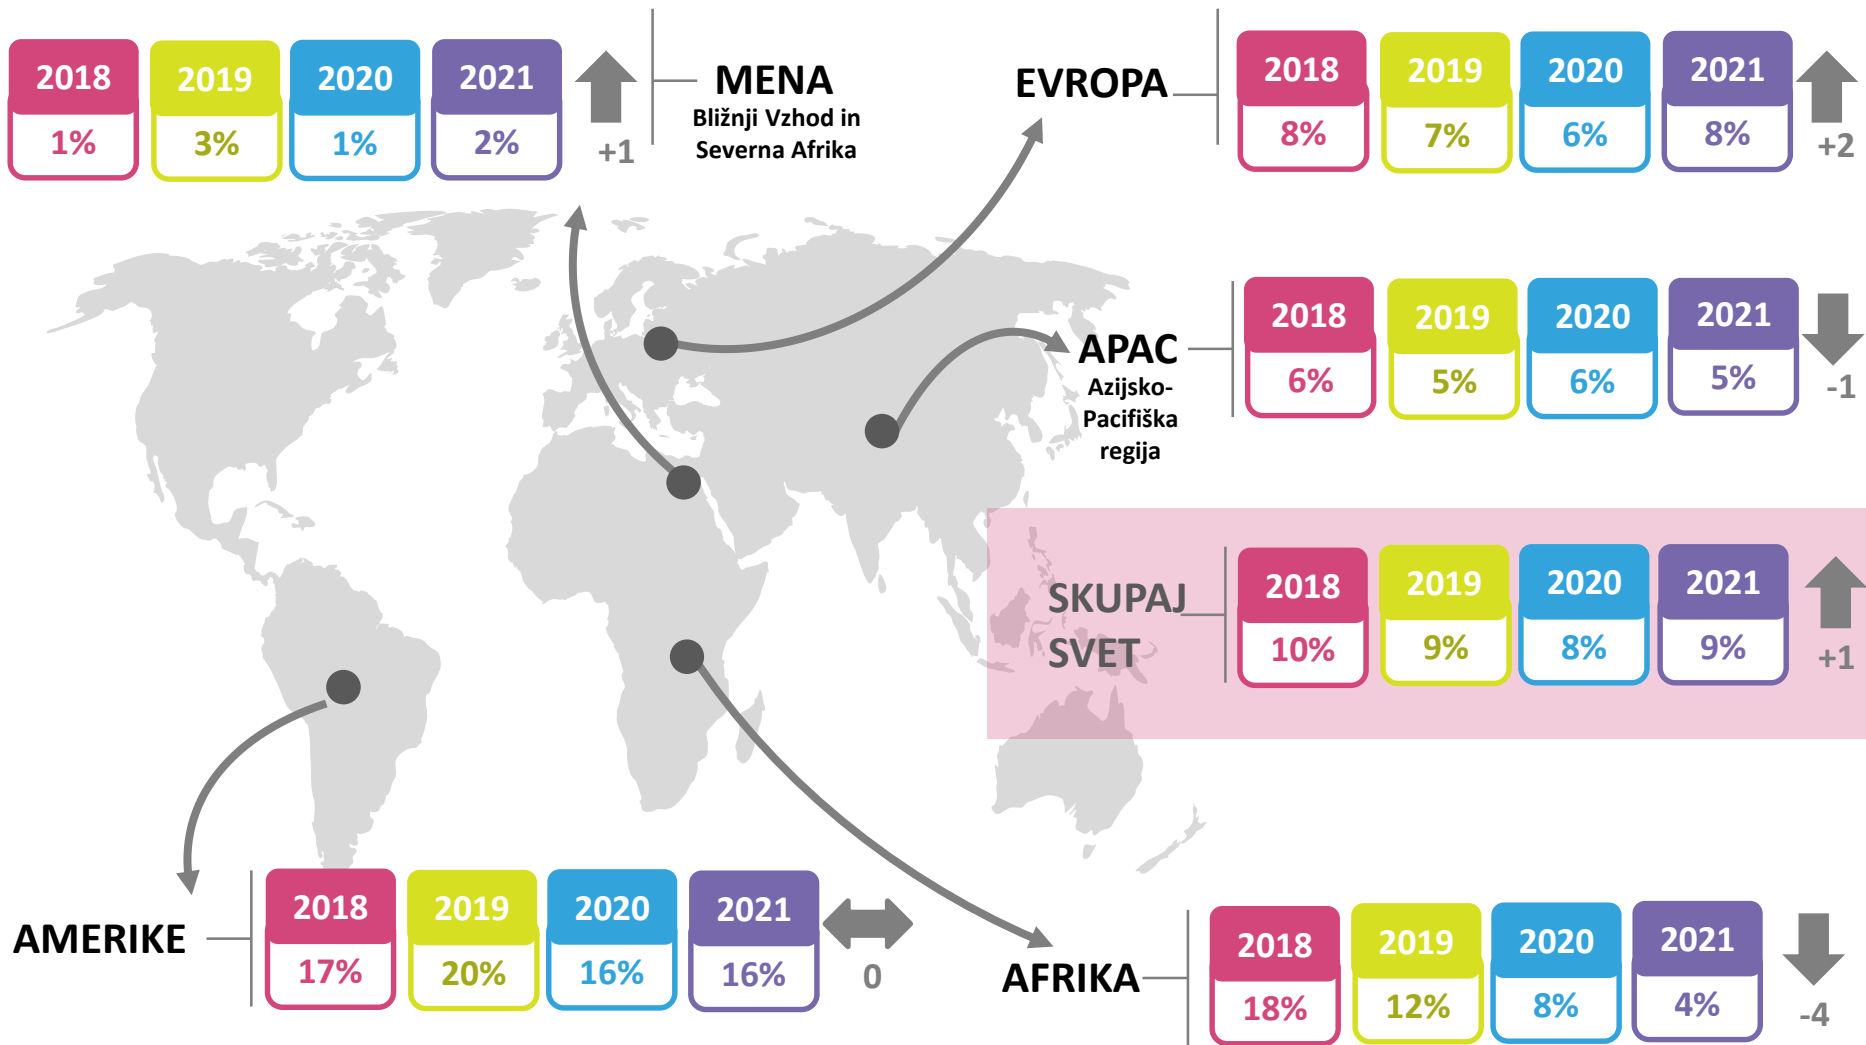 2018 2019 2020 2021
1% 3% 1% 2%
+1
MENA
Bližnji Vzhod in
Severna Afrika
EVROPA
2018 2019 2020 2021
8% 7% 6% 8%
+2
APAC
Azijsko-
Pacifiška
regija
2018 2019 2020 2021
6% 5% 6% 5%
-1
SKUPAJ
SVET
2018 2019 2020 2021
10% 9% 8% 9%
+1
AMERIKE
2018 2019 2020 2021
17% 20% 16% 16%
0
AFRIKA
2018 2019 2020 2021
18% 12% 8% 4%
-4